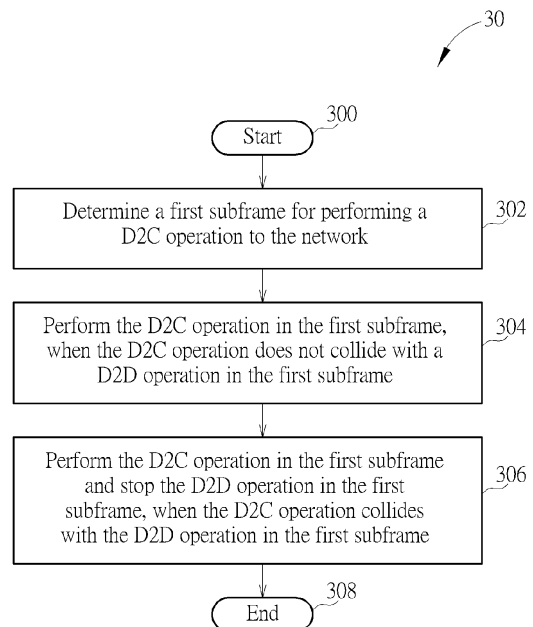 30
300
Start
Determine a first subframe for performing a
D2C operation to the network
302
Perform the D2C operation in the first subframe,
when the D2C operation does not collide with a
D2D operation in the first subframe
304
Perform the D2C operation in the first subframe
and stop the D2D operation in the first
subframe, when the D2C operation collides
with the D2D operation in the first subframe
306
308
End